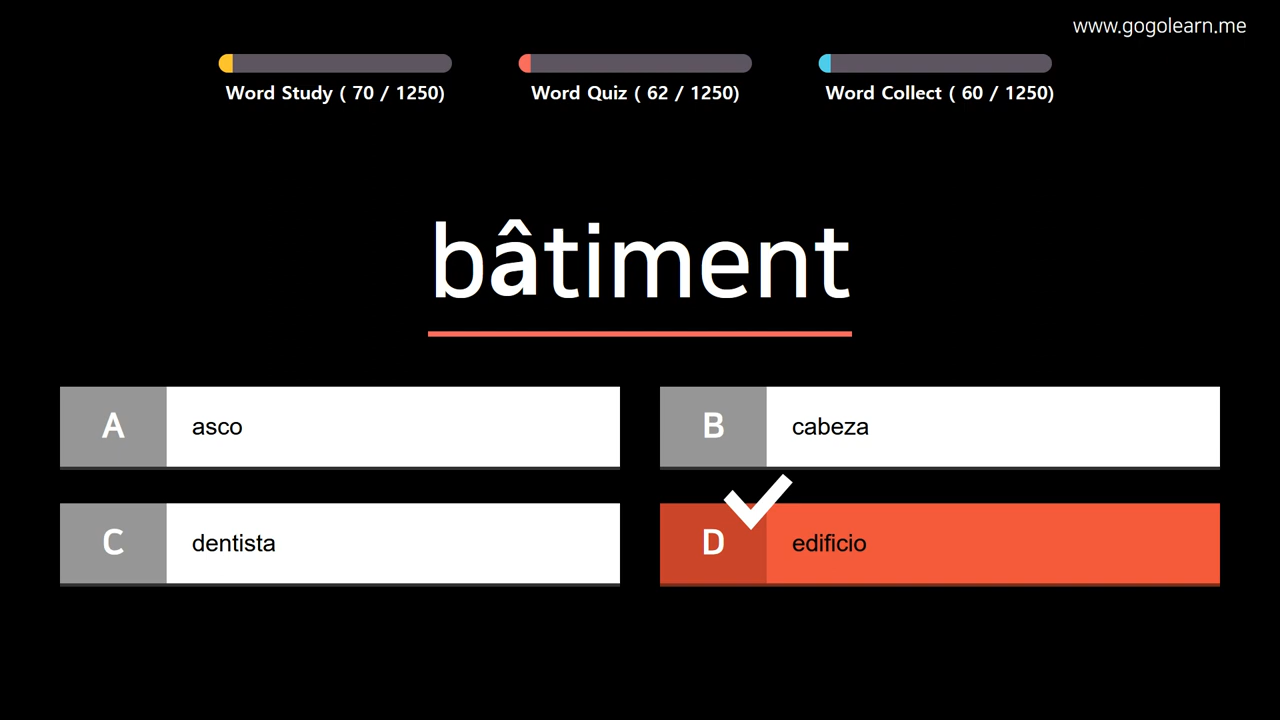 www.gogolearn.me
Word Study ( 70 / 1250)
Word Quiz ( 62 / 1250)
Word Collect ( 60 / 1250)
bâtiment
A asco
B cabeza
C dentista
D edificio